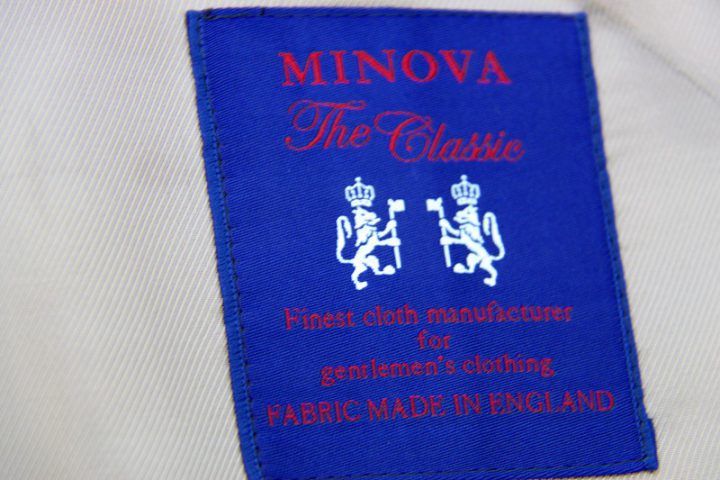 MINOVA
The Classic
Finest cloth manufacturer
for
gentlemen's clothing
FABRIC MADE IN ENGLAND